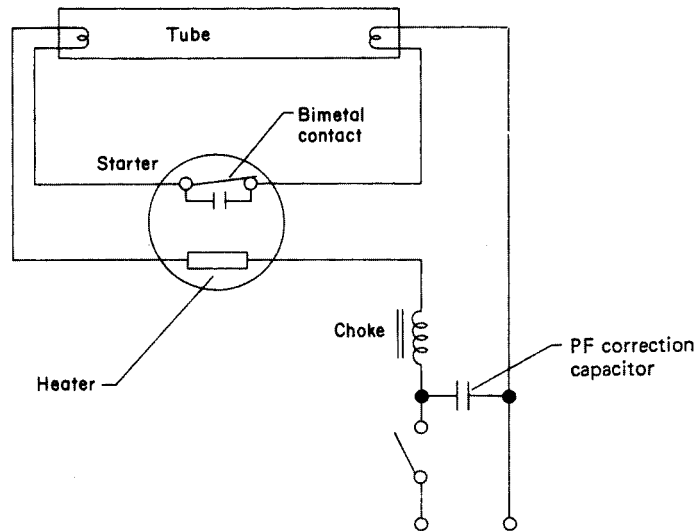 Tube
Bimetal
contact
Starter
Choke
PF correction
capacitor
Heater